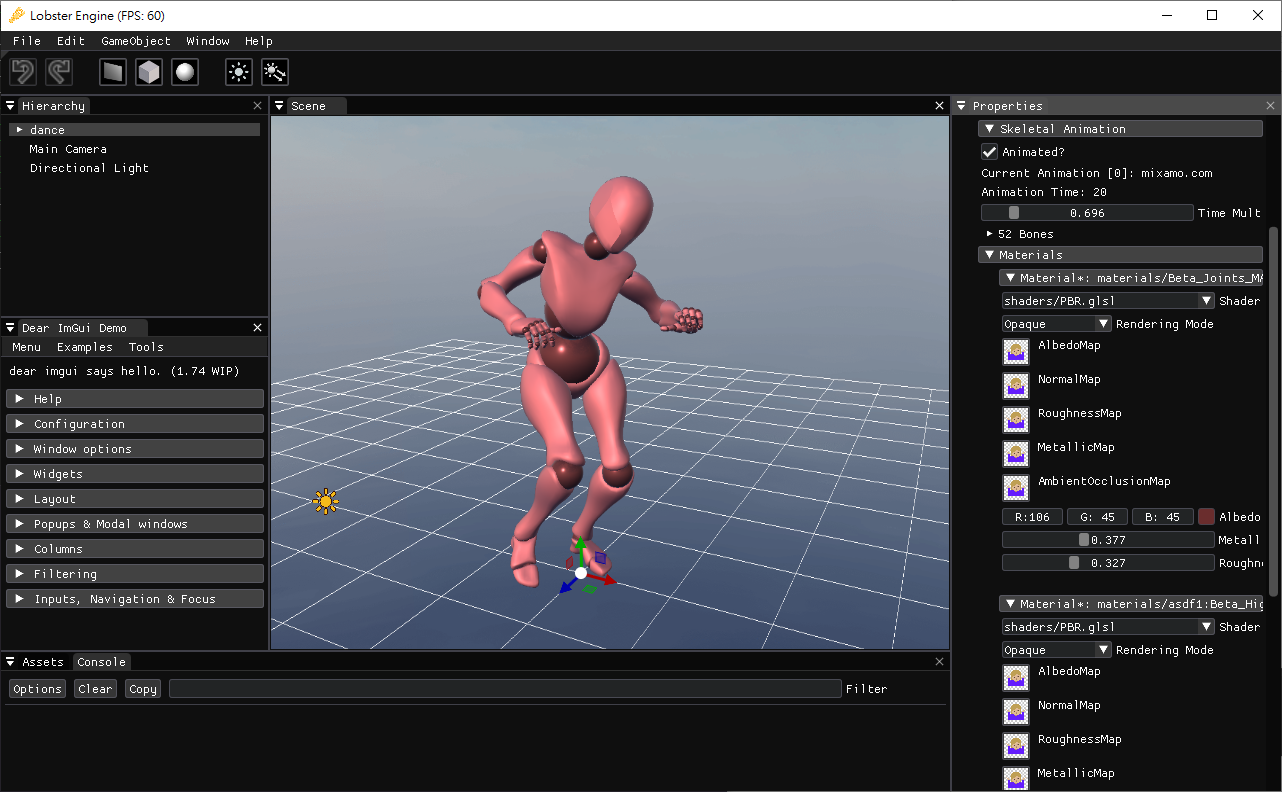 Lobster Engine (FPS: 60)
File Edit GameObject Window Help
Hierarchy
dance
Main Camera
Directional Light
Dear ImGui Demo
Menu Examples Tools
dear imgui says hello. (1.74 WIP)
Help
Configuration
Window options
Widgets
Layout
Popups & Modal windows
Columns
Filtering
Inputs, Navigation & Focus
Scene
Assets Console
Options Clear Copy Filter
Properties
Skeletal Animation
Animated?
Current Animation [0]: mixamo.com
Animation Time: 20
0.696 Time Mult
52 Bones
Materials
Material*: materials/Beta_Joints_MA
shaders/PBR.glsl Shader
Opaque Rendering Mode
AlbedoMap
NormalMap
RoughnessMap
MetallicMap
AmbientOcclusionMap
R:106 G: 45 B: 45 Albedo
0.377 Metall
0.327 Roughn
Material*: materials/asdf1:Beta_Hig
shaders/PBR.glsl Shader
Opaque Rendering Mode
AlbedoMap
NormalMap
RoughnessMap
MetallicMap